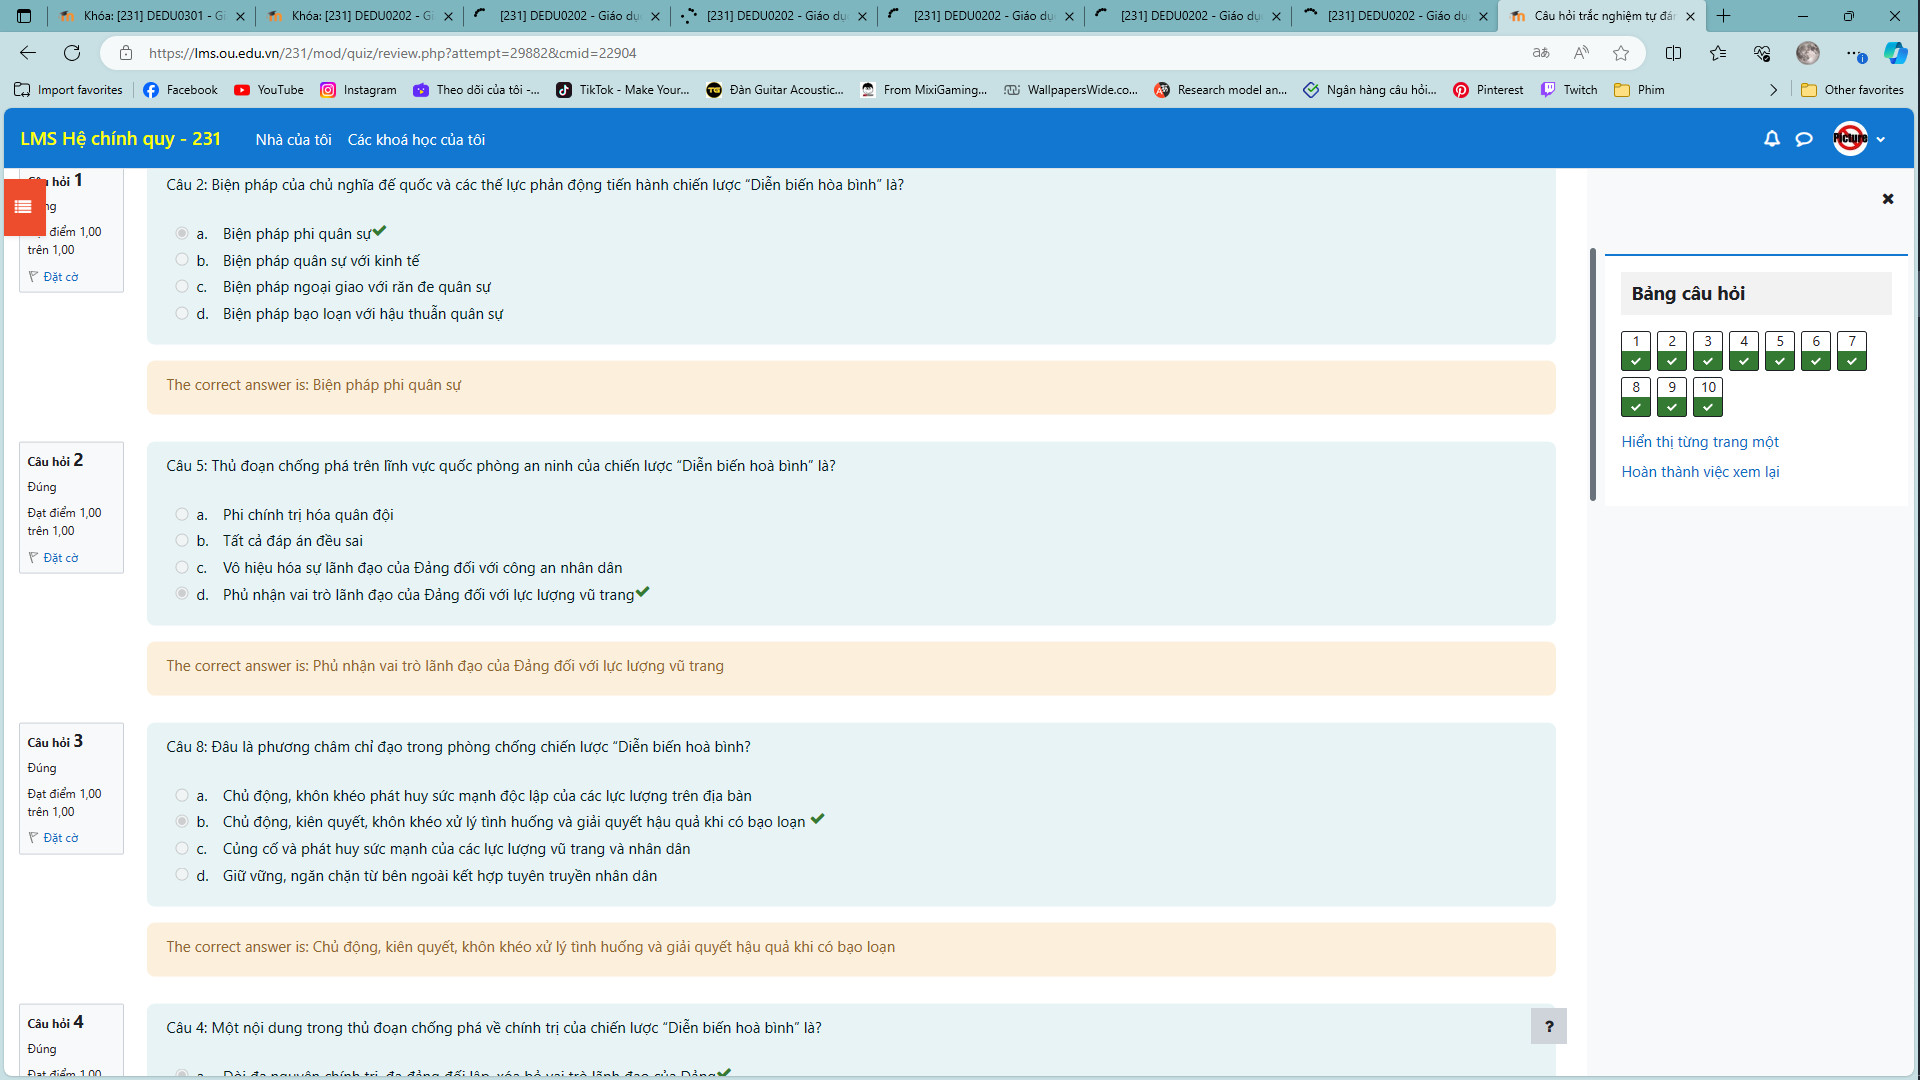 Khóa: [231] DEDU0301 - Gi
Khóa: [231] DEDU0202 - G
[231] DEDU0202 - Giáo dụ
[231] DEDU0202 - Giáo dụ
[231] DEDU0202 - Giáo dụ
[231] DEDU0202 - Giáo dụ
[231] DEDU0202 - Giáo dụ
Câu hỏi trắc nghiệm tự đán
https://lms.ou.edu.vn/231/mod/quiz/review.php?attempt=29882&cmid=22904
Import favorites
Facebook
YouTube
Instagram
Theo dõi của tôi -...
TikTok - Make Your...
Đàn Guitar Acoustic...
From MixiGaming...
WallpapersWide.co...
Research model an...
Ngân hàng câu hỏi...
Pinterest
Twitch
Phim
Other favorites
LMS Hệ chính quy - 231
Nhà của tôi
Các khoá học của tôi
Picture
hỏi 1
ng
điểm 1,00
trên 1,00
Đặt cờ
Câu 2: Biện pháp của chủ nghĩa đế quốc và các thế lực phản động tiến hành chiến lược “Diễn biến hòa bình” là?
a. Biện pháp phi quân sự
b. Biện pháp quân sự với kinh tế
c. Biện pháp ngoại giao với răn đe quân sự
d. Biện pháp bạo loạn với hậu thuẫn quân sự
The correct answer is: Biện pháp phi quân sự
Câu hỏi 2
Đúng
Đạt điểm 1,00
trên 1,00
Đặt cờ
Câu 5: Thủ đoạn chống phá trên lĩnh vực quốc phòng an ninh của chiến lược “Diễn biến hoà bình” là?
a. Phi chính trị hóa quân đội
b. Tất cả đáp án đều sai
c. Vô hiệu hóa sự lãnh đạo của Đảng đối với công an nhân dân
d. Phủ nhận vai trò lãnh đạo của Đảng đối với lực lượng vũ trang
The correct answer is: Phủ nhận vai trò lãnh đạo của Đảng đối với lực lượng vũ trang
Câu hỏi 3
Đúng
Đạt điểm 1,00
trên 1,00
Đặt cờ
Câu 8: Đâu là phương châm chỉ đạo trong phòng chống chiến lược “Diễn biến hoà bình?
a. Chủ động, khôn khéo phát huy sức mạnh độc lập của các lực lượng trên địa bàn
b. Chủ động, kiên quyết, khôn khéo xử lý tình huống và giải quyết hậu quả khi có bạo loạn
c. Củng cố và phát huy sức mạnh của các lực lượng vũ trang và nhân dân
d. Giữ vững, ngăn chặn từ bên ngoài kết hợp tuyên truyền nhân dân
The correct answer is: Chủ động, kiên quyết, khôn khéo xử lý tình huống và giải quyết hậu quả khi có bạo loạn
Câu hỏi 4
Đúng
Đạt điểm 1,00
Câu 4: Một nội dung trong thủ đoạn chống phá về chính trị của chiến lược “Diễn biến hoà bình” là?
a. Đòi đa nguyên chính trị, đa đảng đối lập, xóa bỏ vai trò lãnh đạo của Đảng
?
Bảng câu hỏi
1 2 3 4 5 6 7
8 9 10
Hiển thị từng trang một
Hoàn thành việc xem lại